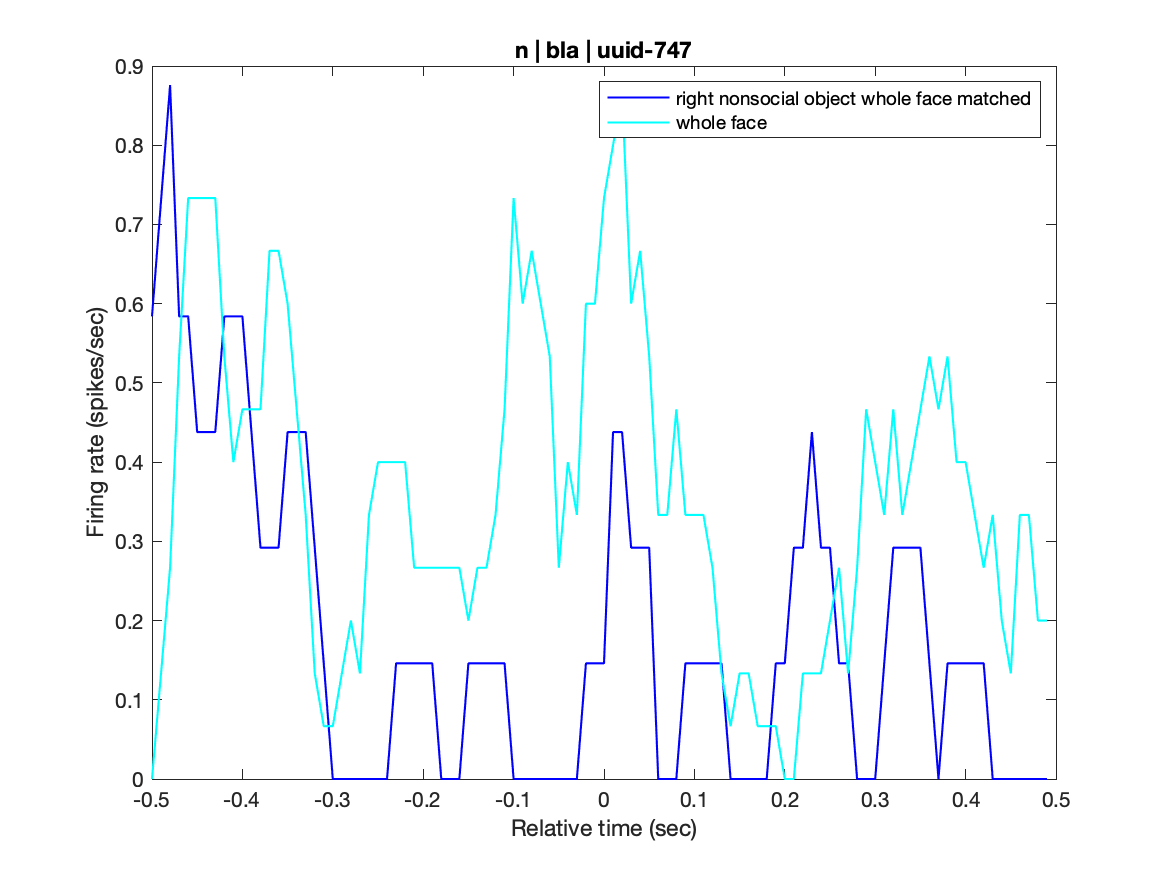 n | bla | uuid-747
right nonsocial object whole face matched
whole face
Firing rate (spikes/sec)
0.9
0.8
0.7
0.6
0.5
0.4
0.3
0.2
0.1
0
-0.5 -0.4 -0.3 -0.2 -0.1 0 0.1 0.2 0.3 0.4 0.5
Relative time (sec)